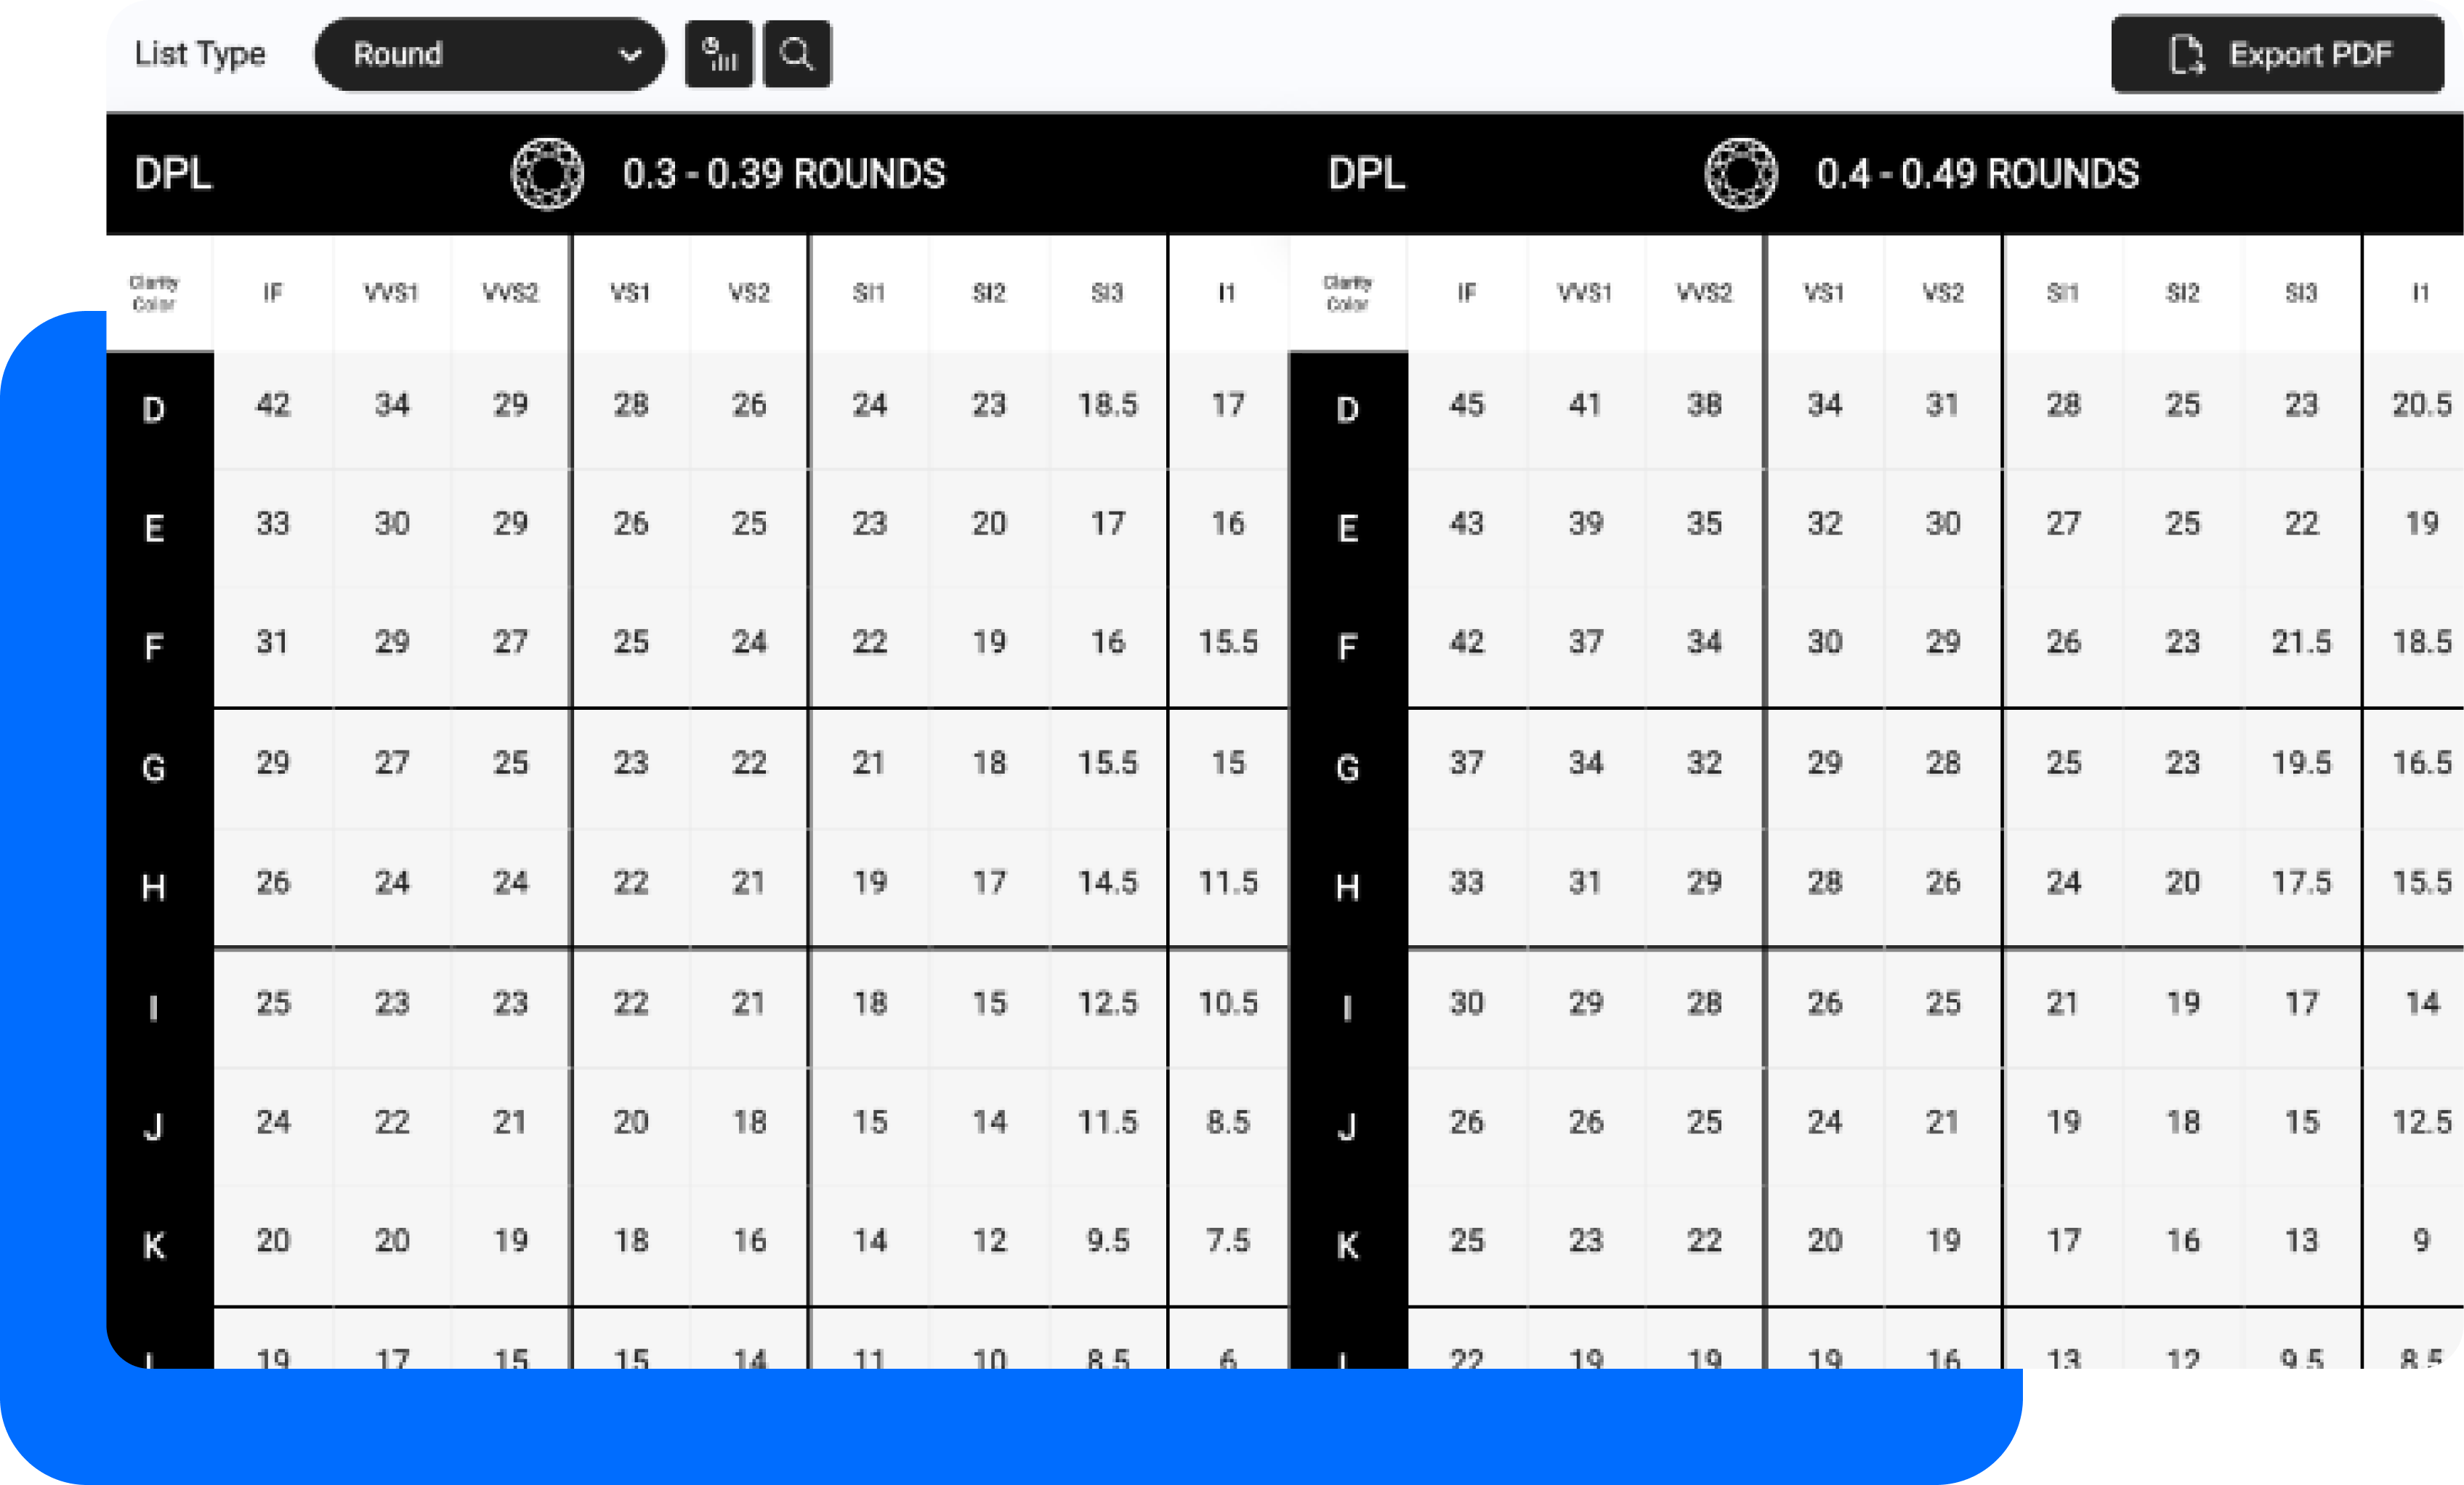 List Type Round Export PDF
DPL 0.3 - 0.39 ROUNDS DPL 0.4 - 0.49 ROUNDS
Clarity Color IF VVS1 VVS2 VS1 VS2 SI1 SI2 SI3 I1 Clarity Color IF VVS1 VVS2 VS1 VS2 SI1 SI2 SI3 I1
D 42 34 29 28 26 24 23 18.5 17 D 45 41 38 34 31 28 25 23 20.5
E 33 30 29 26 25 23 20 17 16 E 43 39 35 32 30 27 25 22 19
F 31 29 27 25 24 22 19 16 15.5 F 42 37 34 30 29 26 23 21.5 18.5
G 29 27 25 23 22 21 18 15.5 15 G 37 34 32 29 28 25 23 19.5 16.5
H 26 24 24 22 21 19 17 14.5 11.5 H 33 31 29 28 26 24 20 17.5 15.5
I 25 23 23 22 21 18 15 12.5 10.5 I 30 29 28 26 25 21 19 17 14
J 24 22 21 20 18 15 14 11.5 8.5 J 26 26 25 24 21 19 18 15 12.5
K 20 20 19 18 16 14 12 9.5 7.5 K 25 23 22 20 19 17 16 13 9
19 17 15 15 14 11 10 8.5 6 22 19 19 19 16 13 12 9.5 8.5